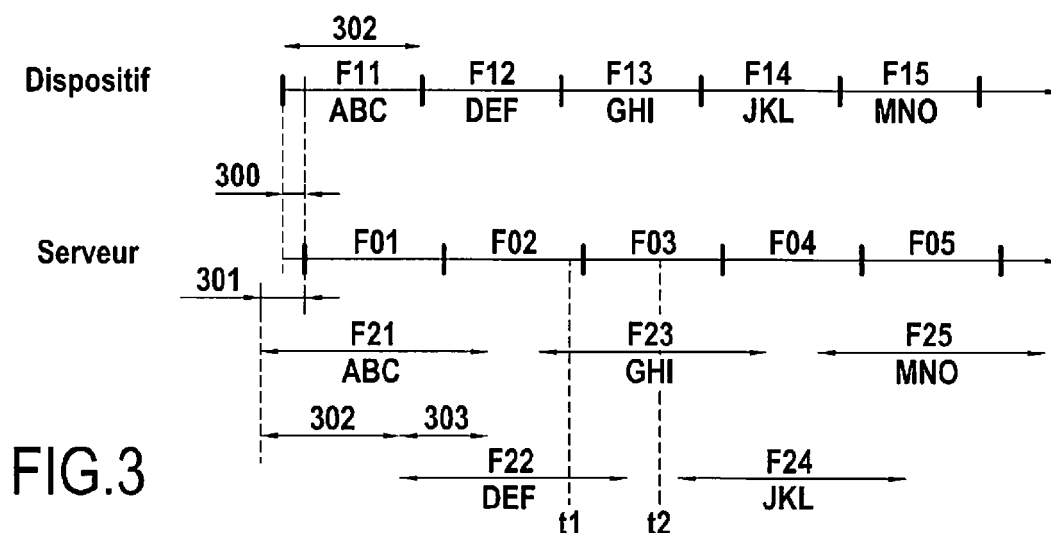 302
Dispositif F11 F12 F13 F14 F15
ABC DEF GHI JKL MNO
300
Serveur F01 F02 F03 F04 F05
301
F21 F23 F25
ABC GHI MNO
302 303
F22 F24
DEF JKL
t1 t2
FIG.3